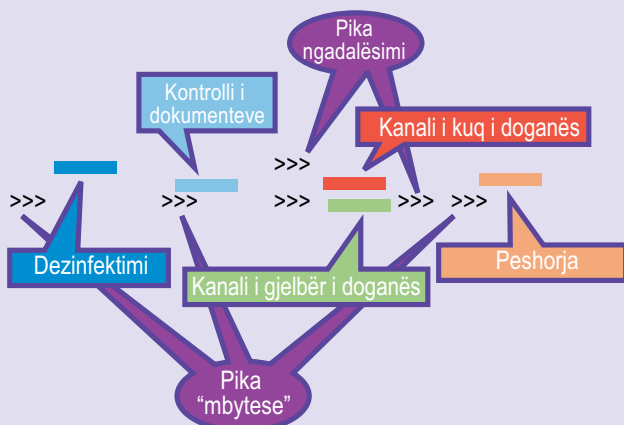 Pika
ngadalësimi
Kontrolli i
dokumenteve
Kanali i kuq i doganës
>>>
>>> >>> >>> >>> >>>
Dezinfektimi
Kanali i gjelbër i doganës
Peshorja
Pika
“mbytese”